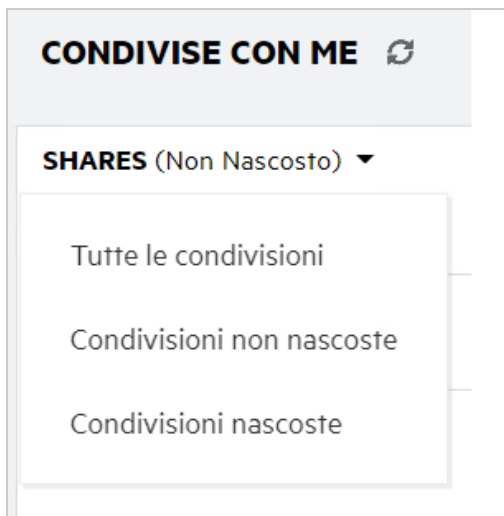 CONDIVISE CON ME
SHARES (Non Nascosto)
Tutte le condivisioni
Condivisioni non nascoste
Condivisioni nascoste